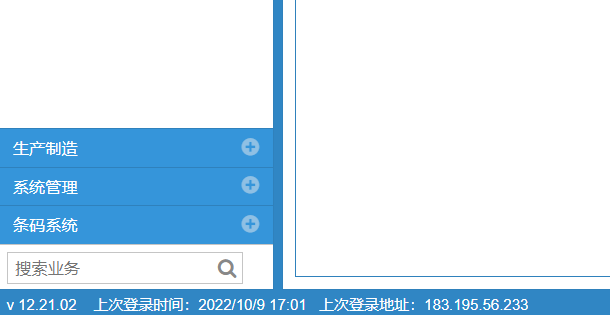 生产制造
系统管理
条码系统
搜索业务
v 12.21.02 上次登录时间：2022/10/9 17:01 上次登录地址：183.195.56.233